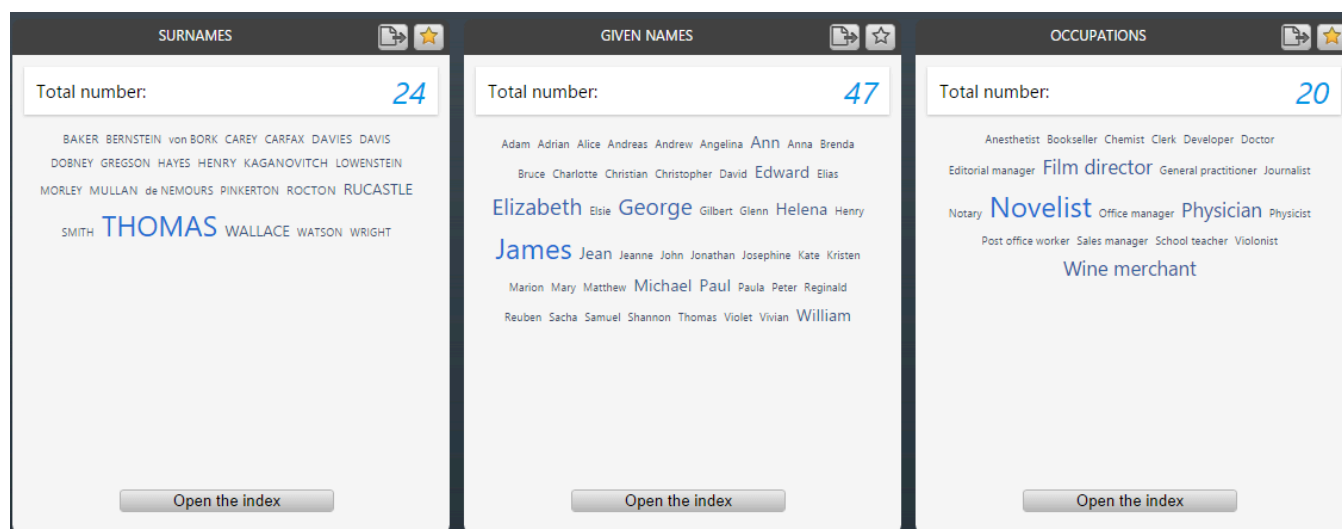 SURNAMES
Total number: 24
BAKER BERNSTEIN von BORK CAREY CARFAX DAVIES DAVIS
DOBNEY GREGSON HAYES HENRY KAGANOVITCH LOWENSTEIN
MORLEY MULLAN de NEMOURS PINKERTON ROCTON RUCASTLE
SMITH THOMAS WALLACE WATSON WRIGHT
Open the index
GIVEN NAMES
Total number: 47
Adam Adrian Alice Andreas Andrew Angelina Ann Anna Brenda
Bruce Charlotte Christian Christopher David Edward Elias
Elizabeth Elsie George Gilbert Glenn Helena Henry
James Jean Jeanne John Jonathan Josephine Kate Kristen
Marion Mary Matthew Michael Paul Paula Peter Reginald
Reuben Sacha Samuel Shannon Thomas Violet Vivian William
Open the index
OCCUPATIONS
Total number: 20
Anesthetist Bookseller Chemist Clerk Developer Doctor
Editorial manager Film director General practitioner Journalist
Notary Novelist Office manager Physician Physicist
Post office worker Sales manager School teacher Violonist
Wine merchant
Open the index